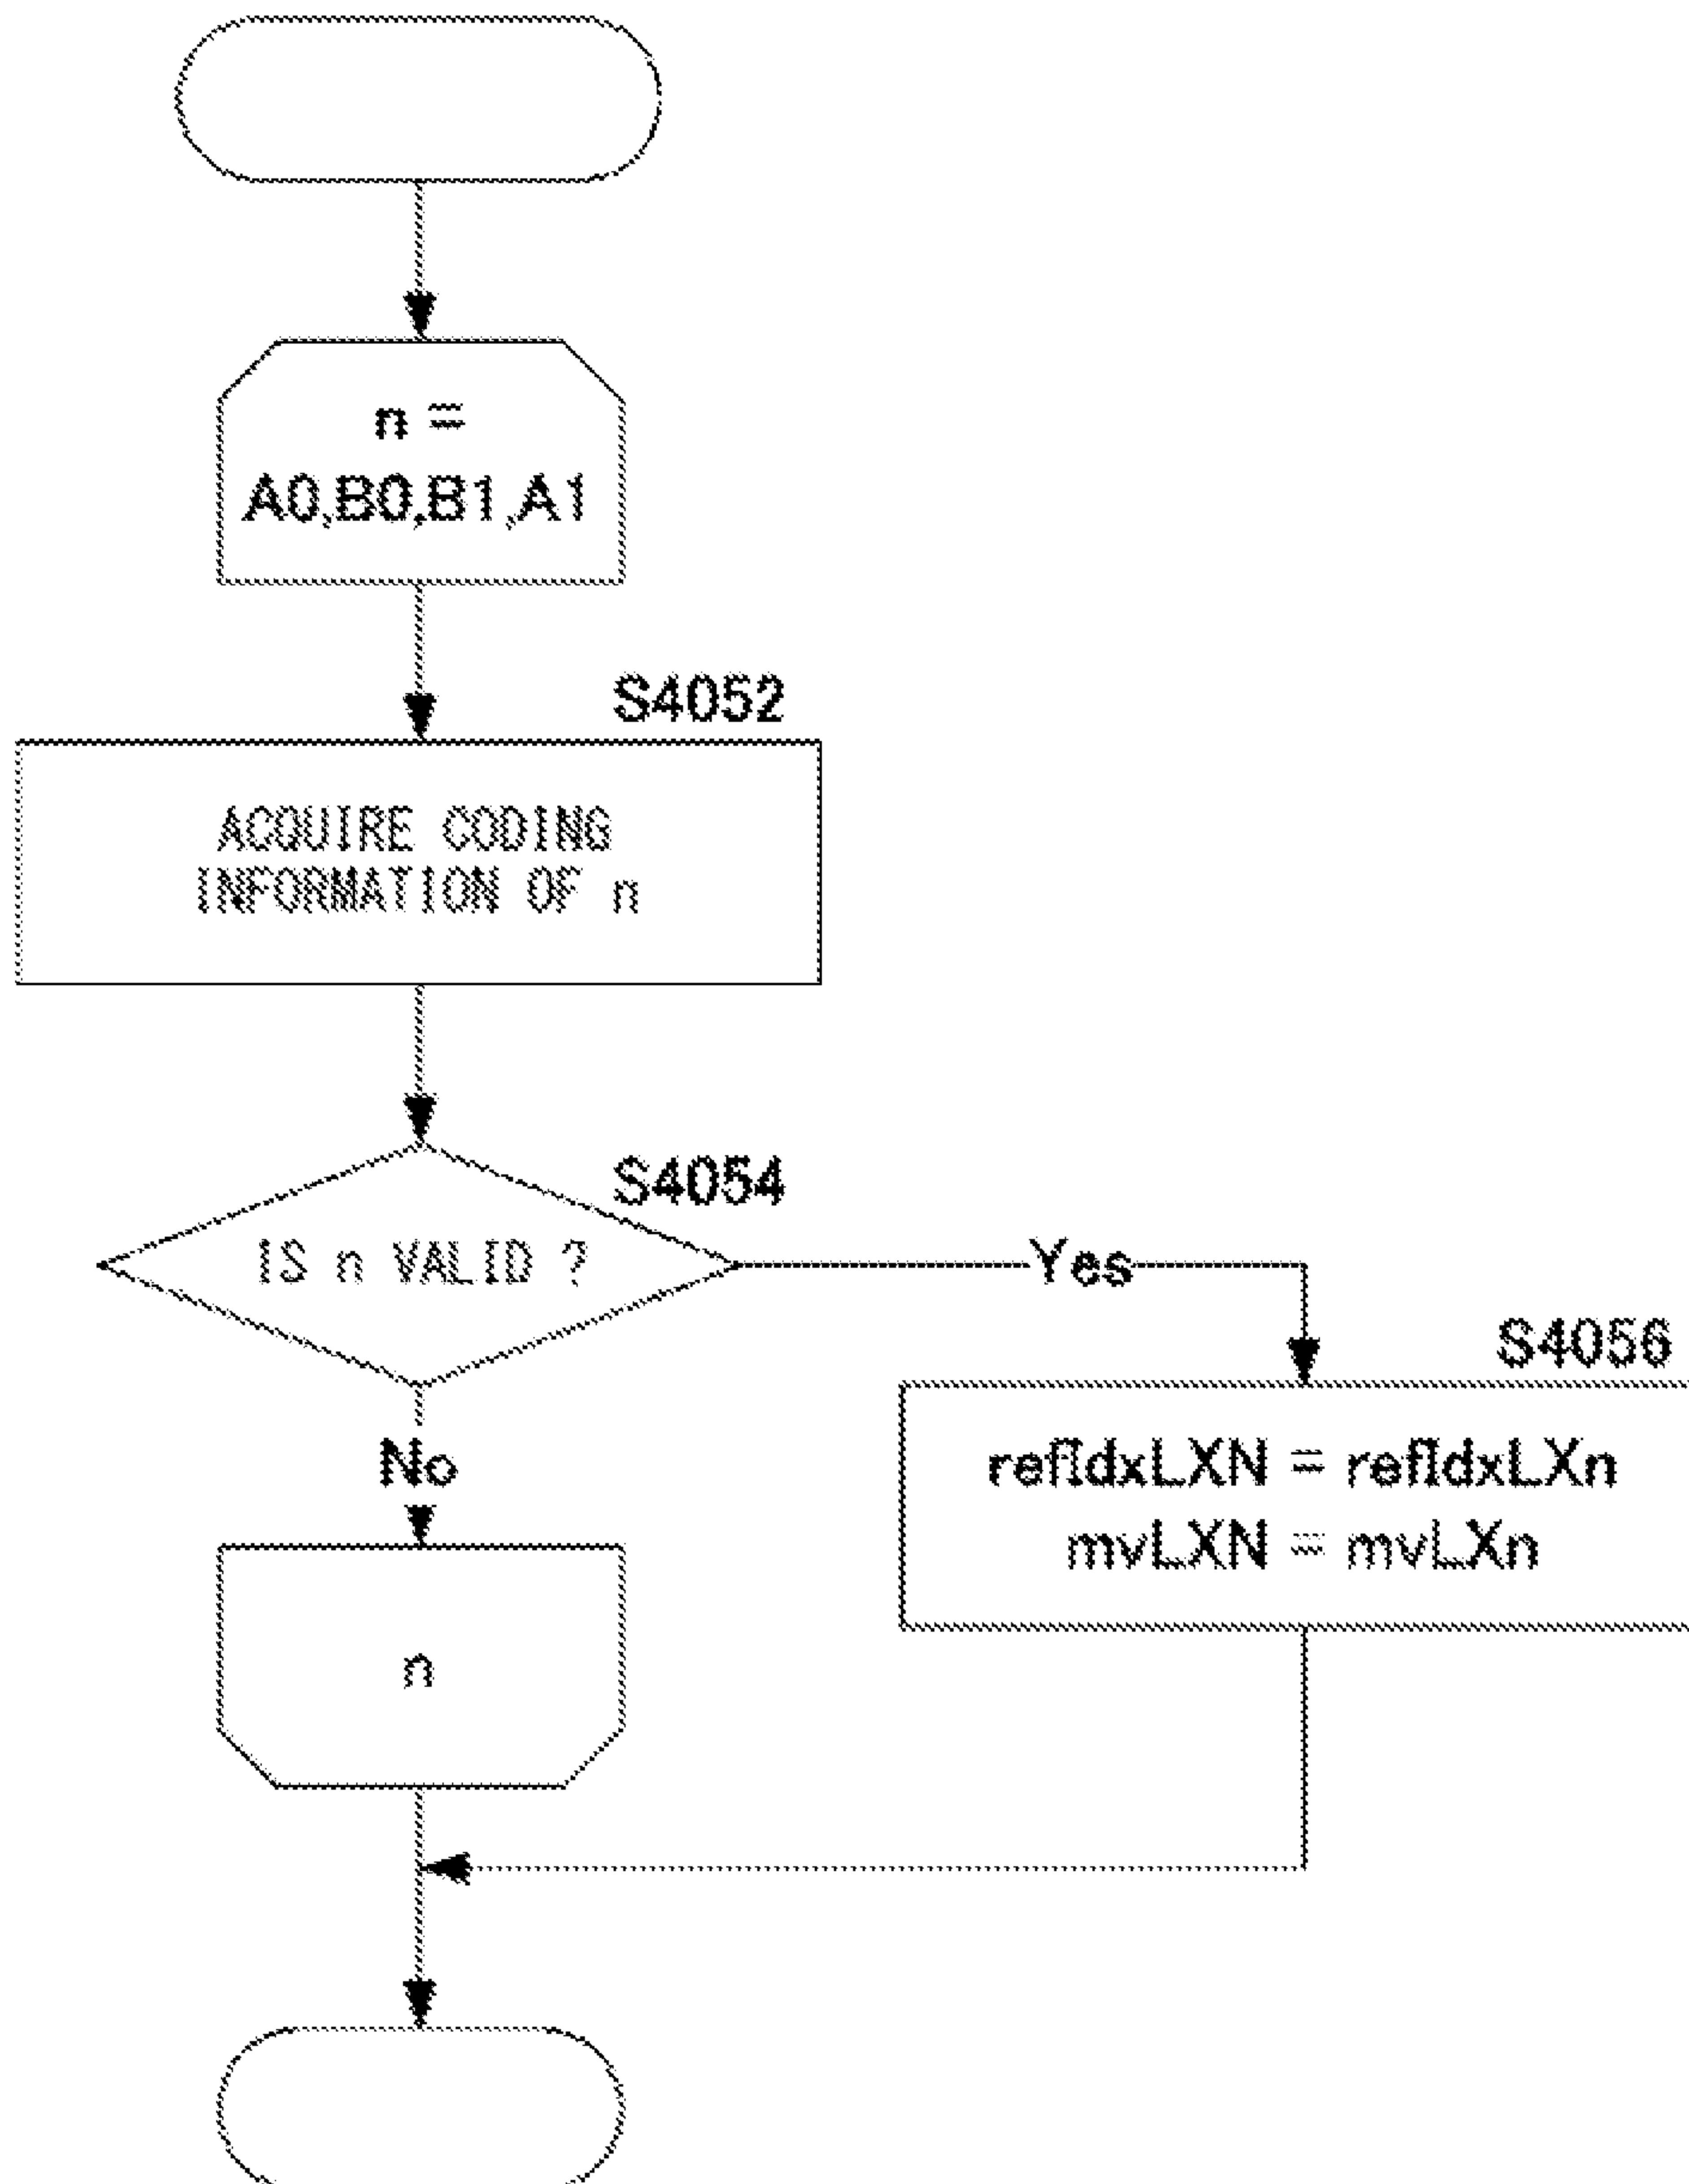 n =
A0,B0,B1,A1
S4052
ACQUIRE CODING
INFORMATION OF n
S4054
IS n VALID ?
Yes
S4056
refIdxLXN = refIdxLXn
mvLXN = mvLXn
No
n